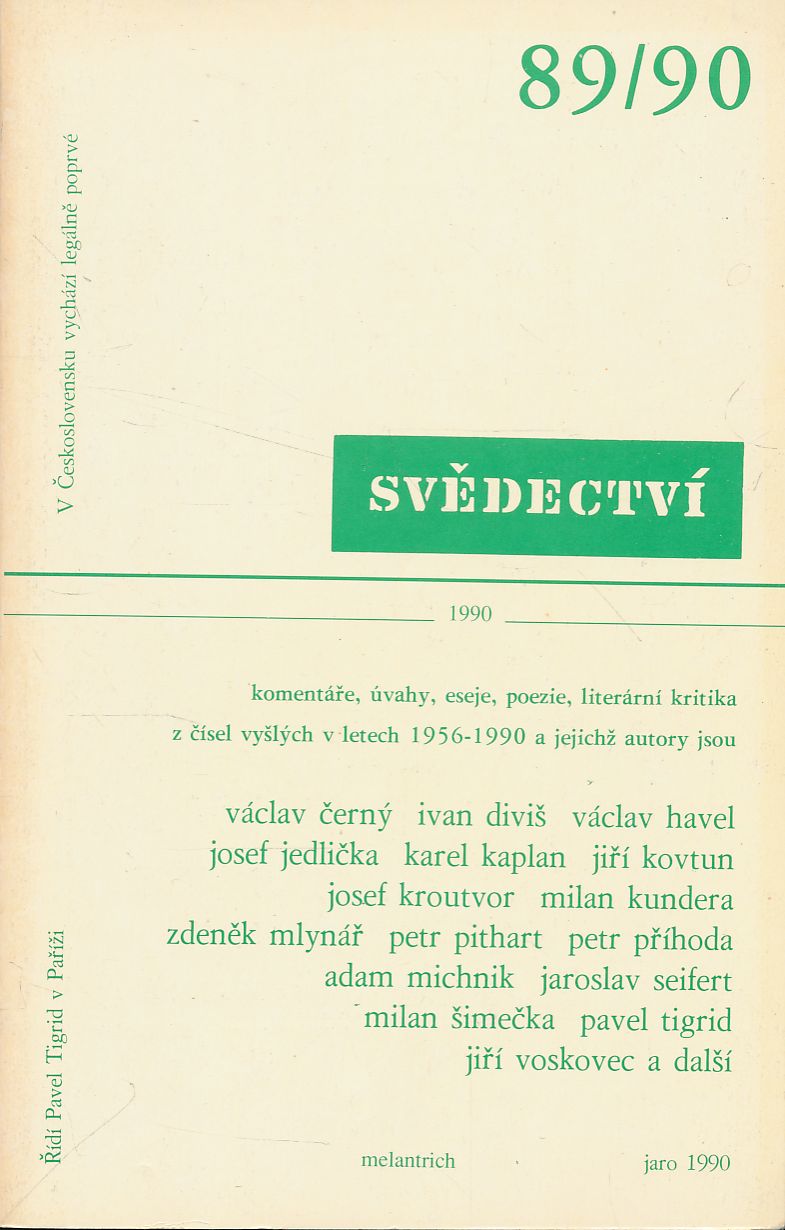 89/90
V Československu vychází legálně poprvé
SVĚDECTVÍ
1990
komentáře, úvahy, eseje, poezie, literární kritika
z čísel vyšlých v letech 1956-1990 a jejichž autory jsou
václav černý ivan diviš václav havel
josef jedlička karel kaplan jiří kovtun
josef kroutvor milan kundera
zdeněk mlynář petr pithart petr příhoda
adam michnik jaroslav seifert
milan šimečka pavel tigrid
jiří voskovec a další
Řídí Pavel Tigrid v Paříži
melantrich
jaro 1990